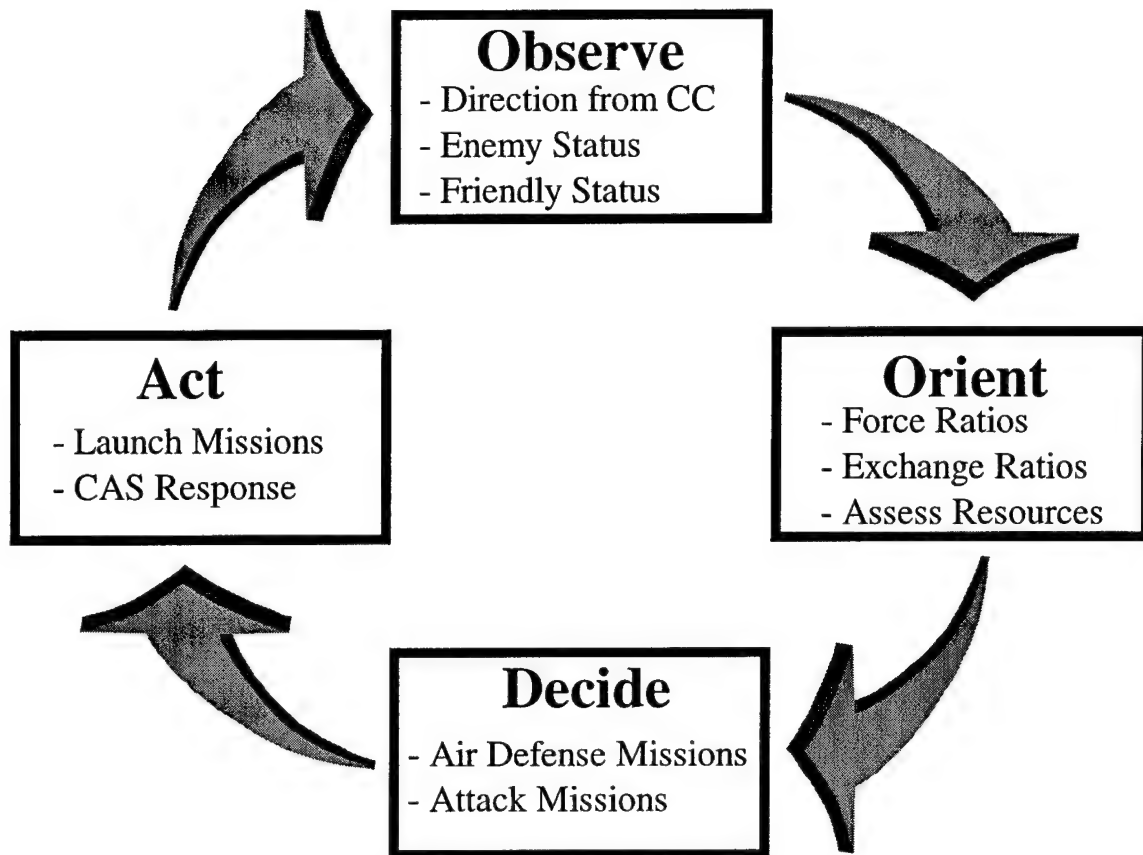 Observe
- Direction from CC
- Enemy Status
- Friendly Status
Orient
- Force Ratios
- Exchange Ratios
- Assess Resources
Decide
- Air Defense Missions
- Attack Missions
Act
- Launch Missions
- CAS Response